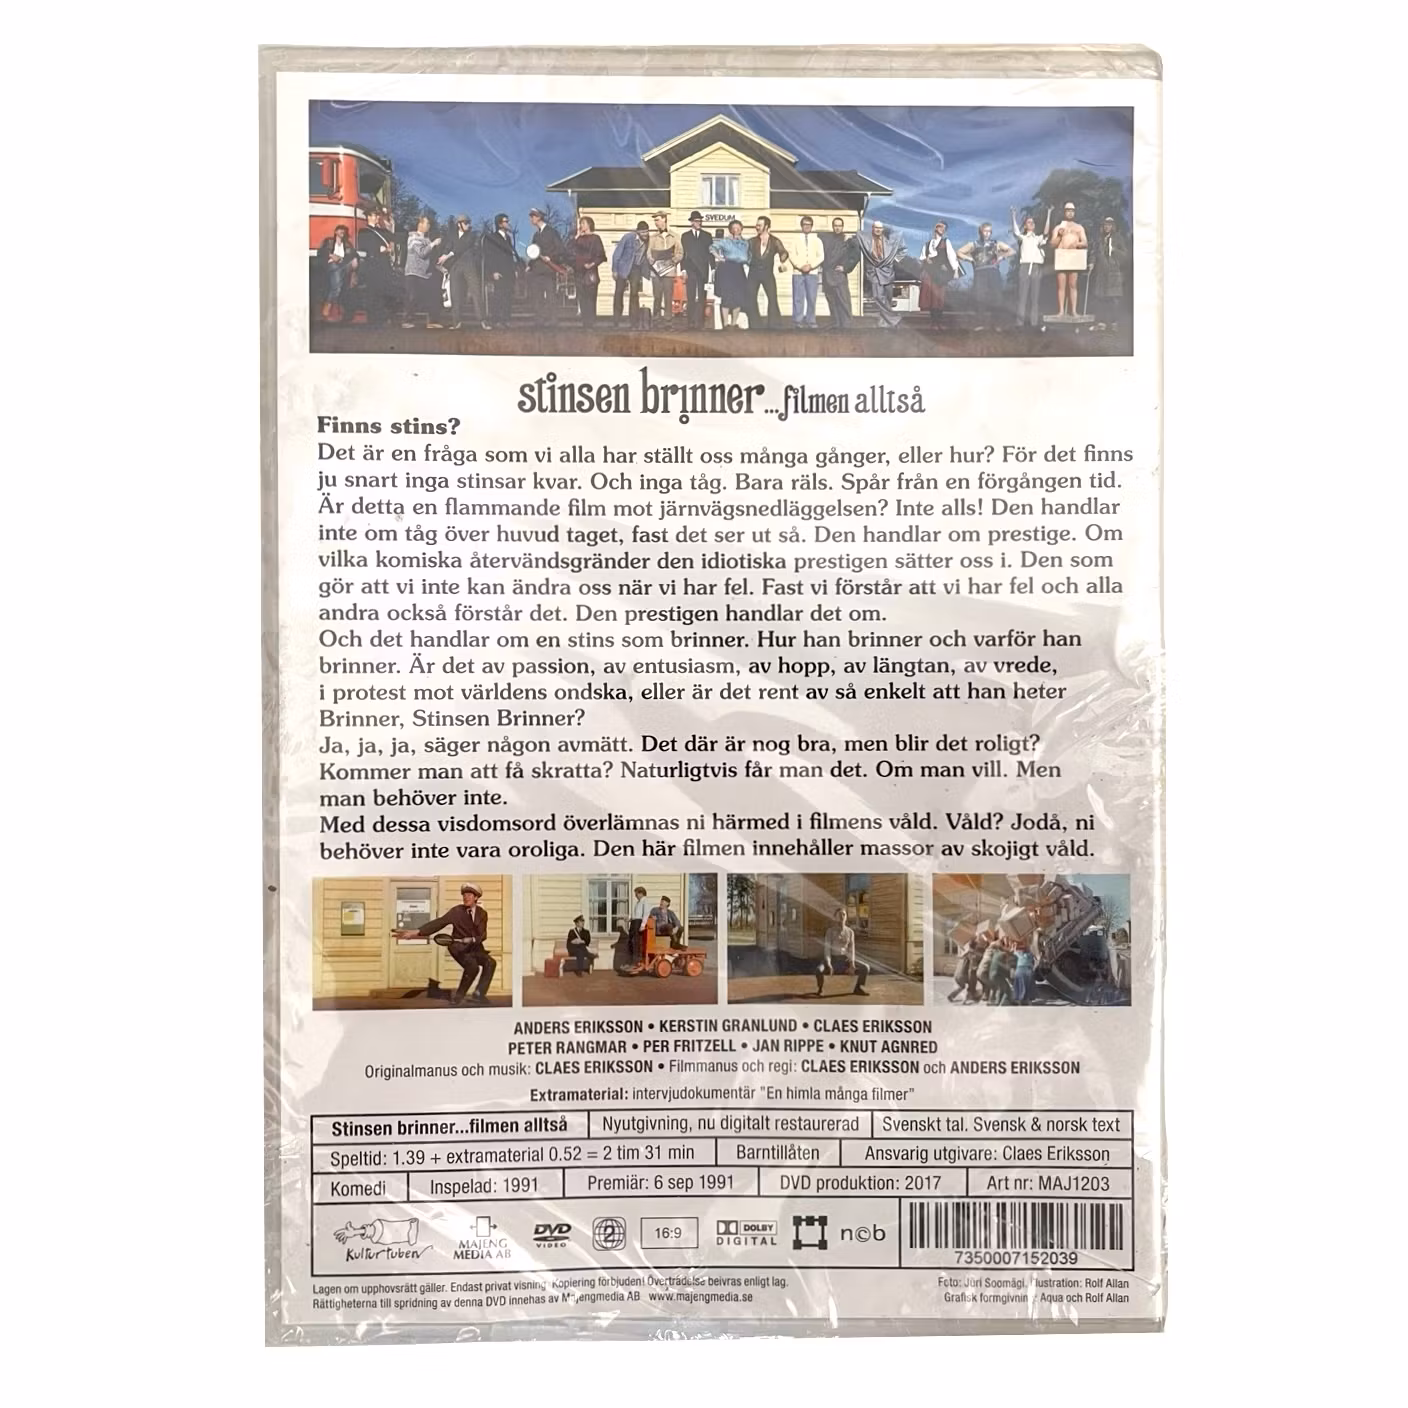 SVEDUM
stinsen brinner...filmen alltså
Finns stins?
Det är en fråga som vi alla har ställt oss många gånger, eller hur? För det finns
ju snart inga stinsar kvar. Och inga tåg. Bara räls. Spår från en förgången tid.
Är detta en flammande film mot järnvägsnedläggelsen? Inte alls! Den handlar
inte om tåg över huvud taget, fast det ser ut så. Den handlar om prestige. Om
vilka komiska återvändsgränder den idiotiska prestigen sätter oss i. Den som
gör att vi inte kan ändra oss när vi har fel. Fast vi förstår att vi har fel och alla
andra också förstår det. Den prestigen handlar det om.
Och det handlar om en stins som brinner. Hur han brinner och varför han
brinner. Är det av passion, av entusiasm, av hopp, av längtan, av vrede,
i protest mot världens ondska, eller är det rent av så enkelt att han heter
Brinner, Stinsen Brinner?
Ja, ja, ja, säger någon avmätt. Det där är nog bra, men blir det roligt?
Kommer man att få skratta? Naturligtvis får man det. Om man vill. Men
man behöver inte.
Med dessa visdomsord överlämnas ni härmed i filmens våld. Våld? Jodå, ni
behöver inte vara oroliga. Den här filmen innehåller massor av skojigt våld.
ANDERS ERIKSSON • KERSTIN GRANLUND • CLAES ERIKSSON
PETER RANGMAR • PER FRITZELL • JAN RIPPE • KNUT AGNRED
Originalmanus och musik: CLAES ERIKSSON • Filmmanus och regi: CLAES ERIKSSON och ANDERS ERIKSSON
Extramaterial: intervjudokumentär "En himla många filmer"
Stinsen brinner...filmen alltså Nyutgivning, nu digitalt restaurerad Svenskt tal. Svensk & norsk text
Speltid: 1.39 + extramaterial 0.52 = 2 tim 31 min Barntillåten Ansvarig utgivare: Claes Eriksson
Komedi Inspelad: 1991 Premiär: 6 sep 1991 DVD produktion: 2017 Art nr: MAJ1203
Kulturtuben MAJENG MEDIA AB DVD VIDEO 2 16:9 DOLBY DIGITAL n©b
7350007152039
Lagen om upphovsrätt gäller. Endast privat visning. Kopiering förbjuden! Överträdelse beivras enligt lag.
Rättigheterna till spridning av denna DVD innehas av Majengmedia AB www.majengmedia.se
Foto: Jüri Soomägi, Illustration: Rolf Allan
Grafisk formgivning: Aqua och Rolf Allan